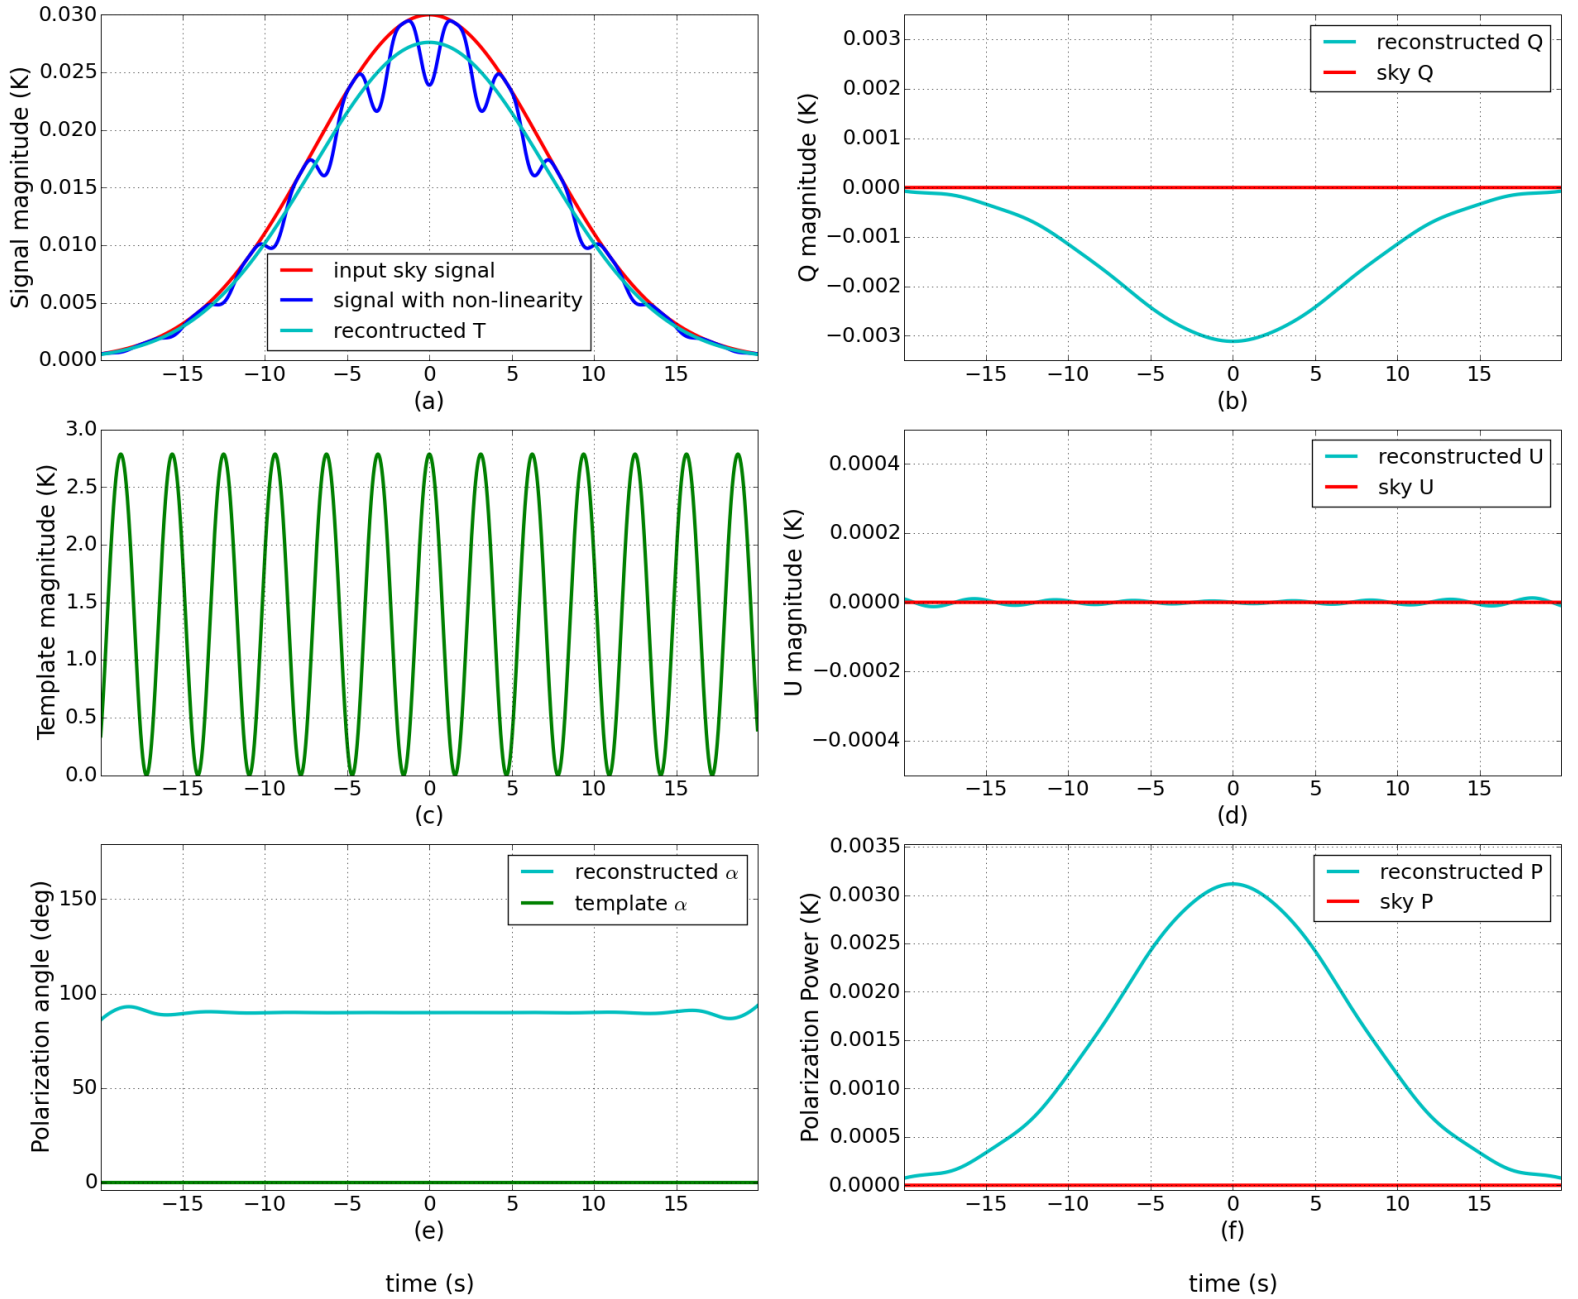 Signal magnitude (K)
0.030
0.025
0.020
0.015
0.010
0.005
0.000
input sky signal
signal with non-linearity
recontructed T
−15 −10 −5 0 5 10 15
(a)
Q magnitude (K)
0.003
0.002
0.001
0.000
−0.001
−0.002
−0.003
reconstructed Q
sky Q
−15 −10 −5 0 5 10 15
(b)
Template magnitude (K)
3.0
2.5
2.0
1.5
1.0
0.5
0.0
−15 −10 −5 0 5 10 15
(c)
U magnitude (K)
0.0004
0.0002
0.0000
−0.0002
−0.0004
reconstructed U
sky U
−15 −10 −5 0 5 10 15
(d)
Polarization angle (deg)
150
100
50
0
reconstructed α
template α
−15 −10 −5 0 5 10 15
(e)
time (s)
Polarization Power (K)
0.0035
0.0030
0.0025
0.0020
0.0015
0.0010
0.0005
0.0000
reconstructed P
sky P
−15 −10 −5 0 5 10 15
(f)
time (s)